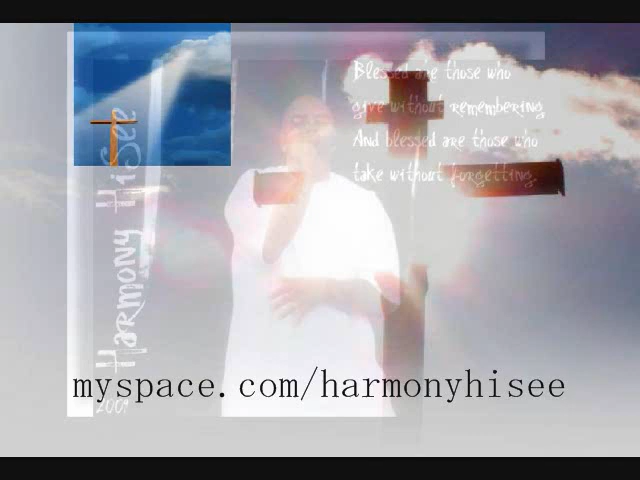 Blessed are those who
give without remembering
And blessed are those who
take without forgetting.
Harmony HiSee
myspace.com/harmonyhisee
2009